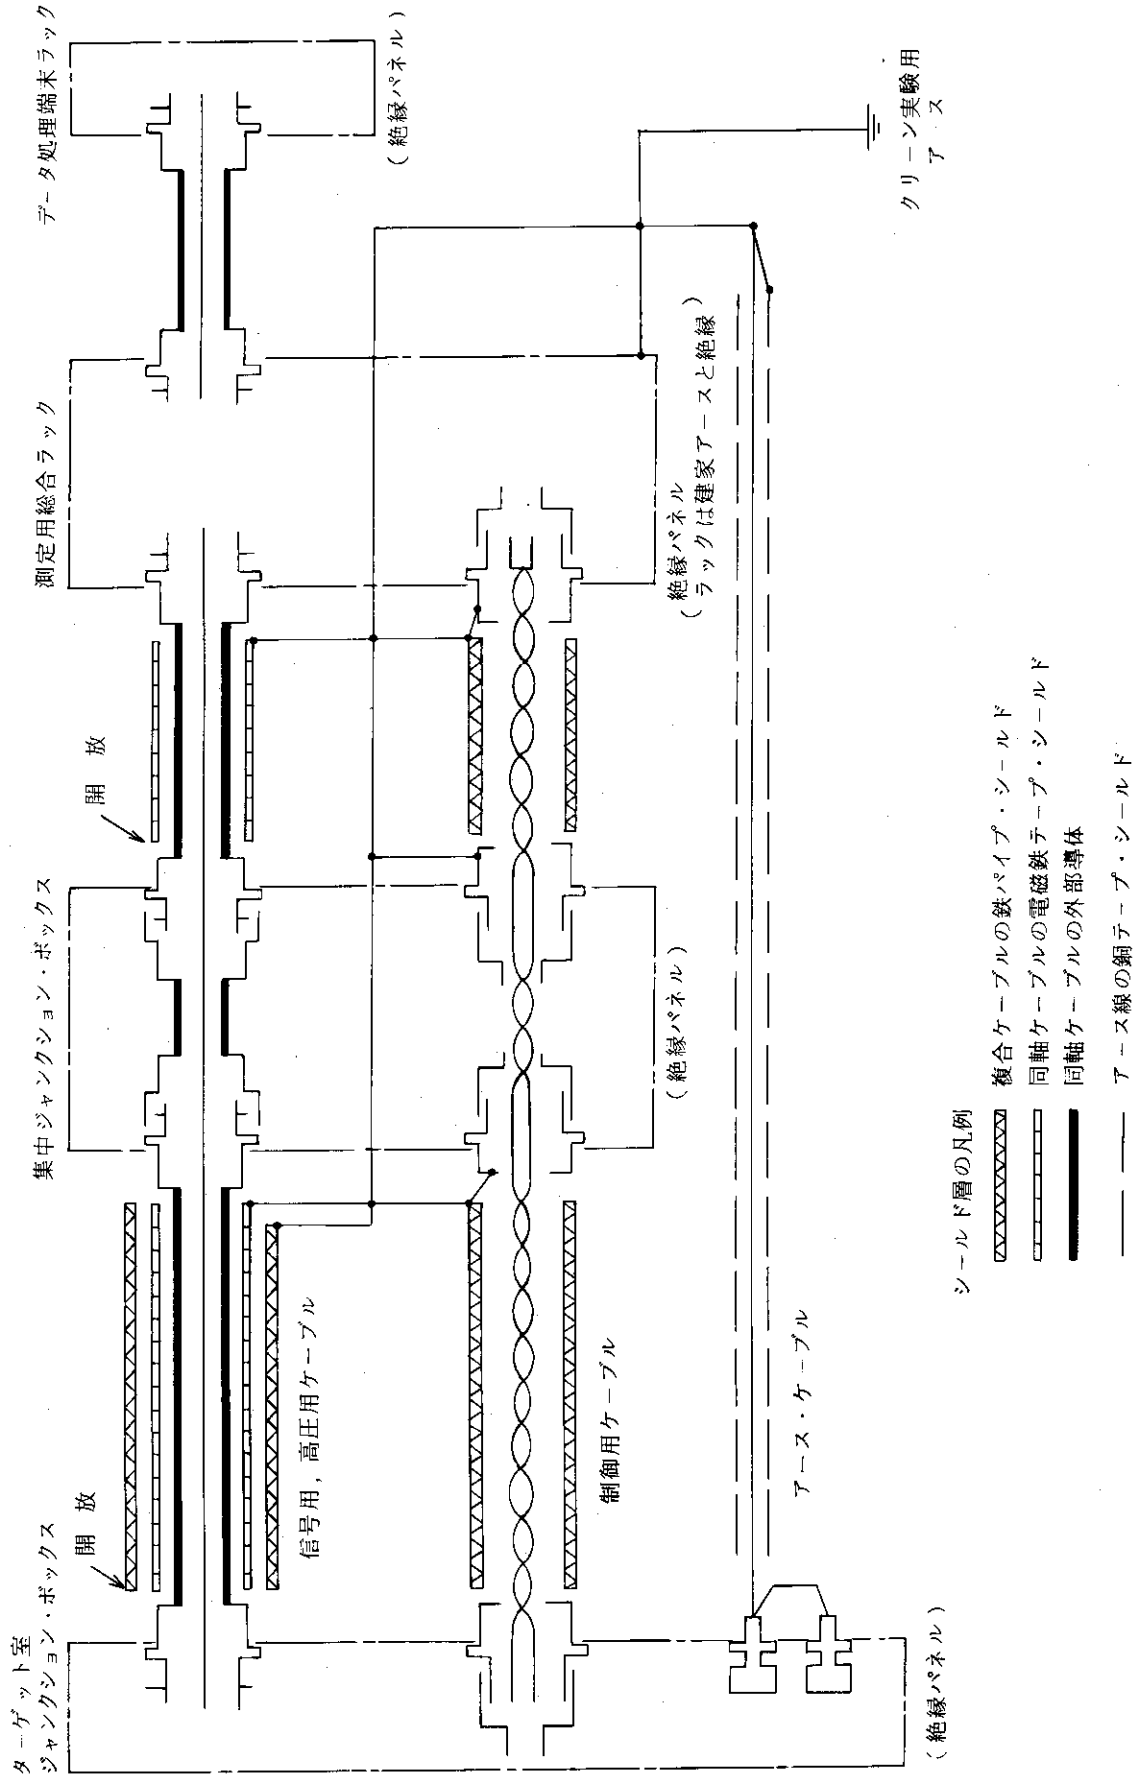 ターゲット室
ジャンクション・ボックス
集中ジャンクション・ボックス
測定用総合ラック
データ処理端末ラック
開 放
開 放
信号用，高圧用ケーブル
制御用ケーブル
アース・ケーブル
（絶縁パネル）
（絶縁パネル）
（絶縁パネル
ラックは建家アースと絶縁）
（絶縁パネル）
クリーン実験用
アース
シールド層の凡例
複合ケーブルの鉄パイプ・シールド
同軸ケーブルの電磁鉄テープ・シールド
同軸ケーブルの外部導体
アース線の銅テープ・シールド